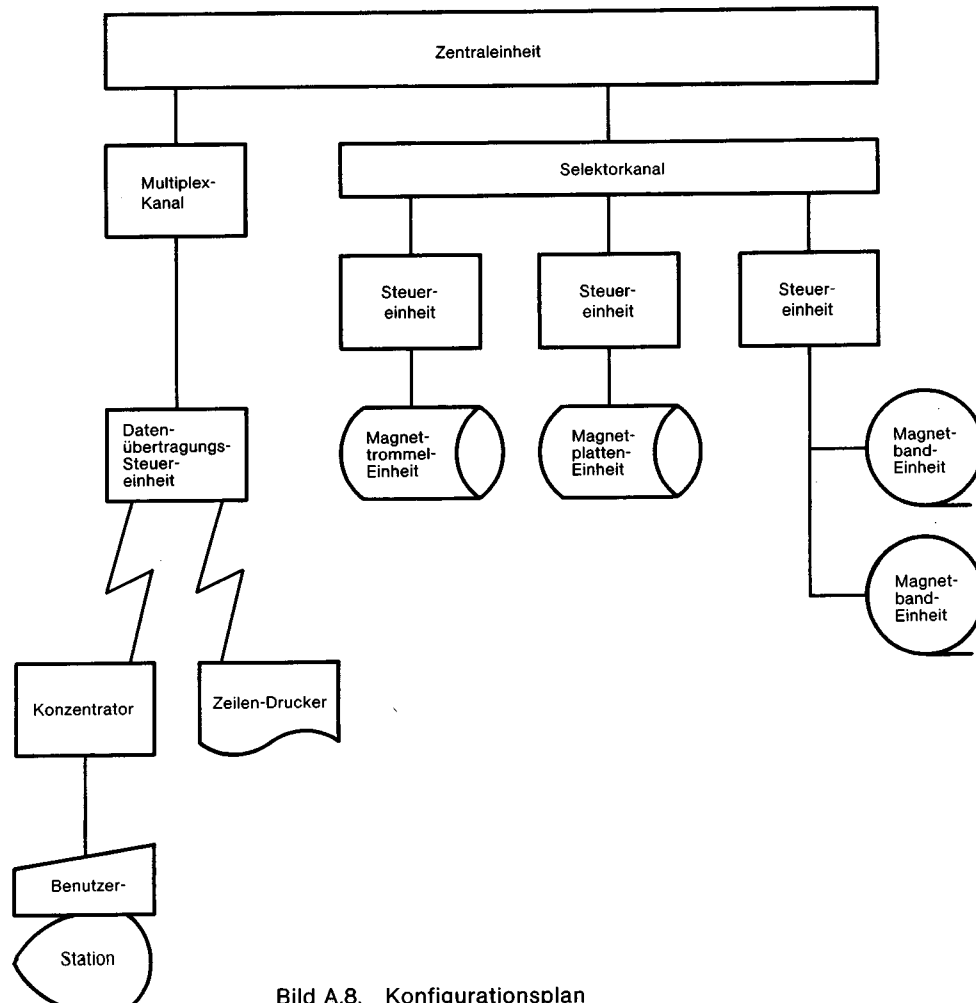 Zentraleinheit
Multiplex-
Kanal
Selektorkanal
Steuer-
einheit
Steuer-
einheit
Steuer-
einheit
Daten-
übertragungs-
Steuer-
einheit
Magnet-
trommel-
Einheit
Magnet-
platten-
Einheit
Magnet-
band-
Einheit
Magnet-
band-
Einheit
Konzentrator
Zeilen-Drucker
Benutzer-
Station
Bild A.8. Konfigurationsplan